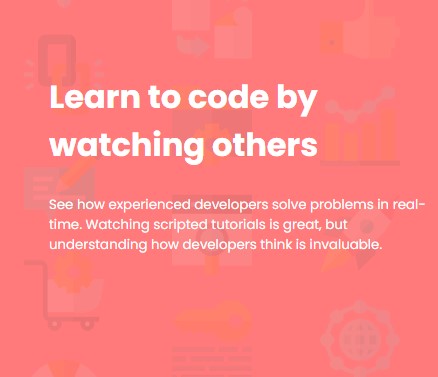 Learn to code by
watching others
See how experienced developers solve problems in real-
time. Watching scripted tutorials is great, but
understanding how developers think is invaluable.